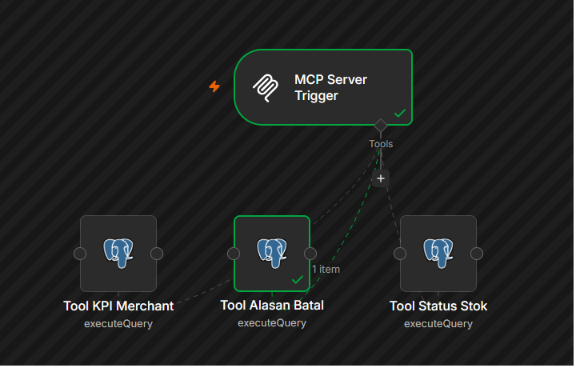 MCP Server
Trigger
Tools
+
1 item
Tool KPI Merchant
executeQuery
Tool Alasan Batal
executeQuery
Tool Status Stok
executeQuery